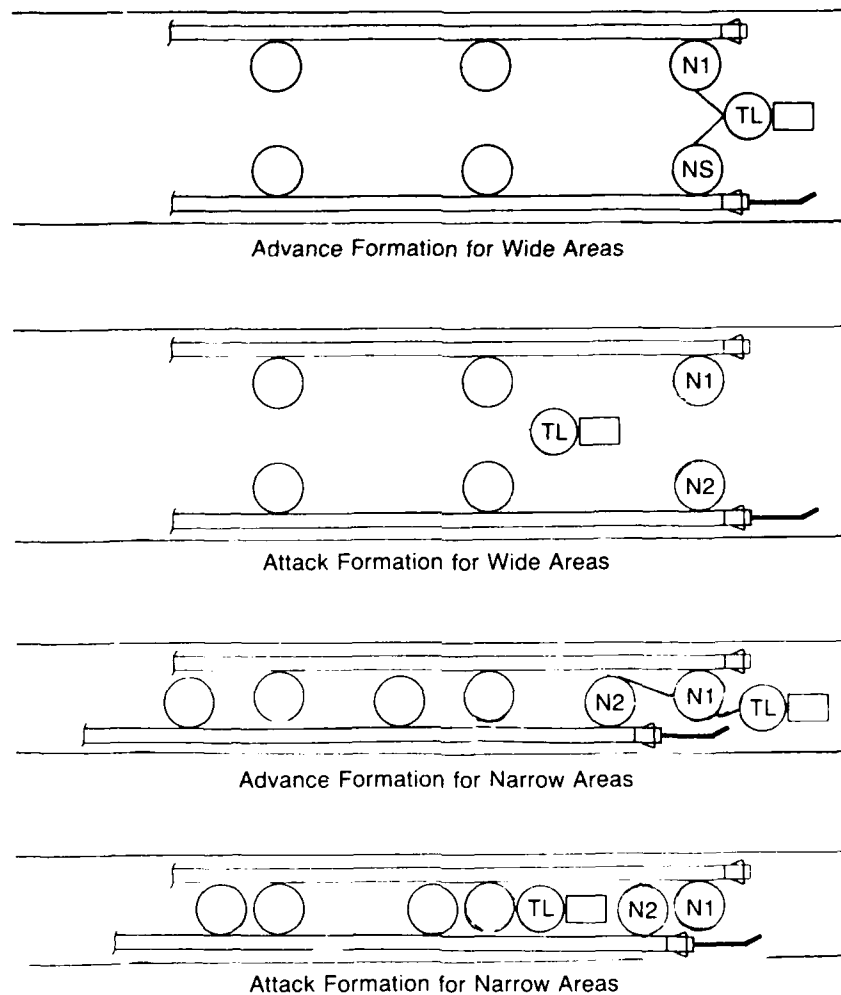 N1
TL
NS
Advance Formation for Wide Areas
N1
TL
N2
Attack Formation for Wide Areas
N2 N1 TL
Advance Formation for Narrow Areas
TL N2 N1
Attack Formation for Narrow Areas